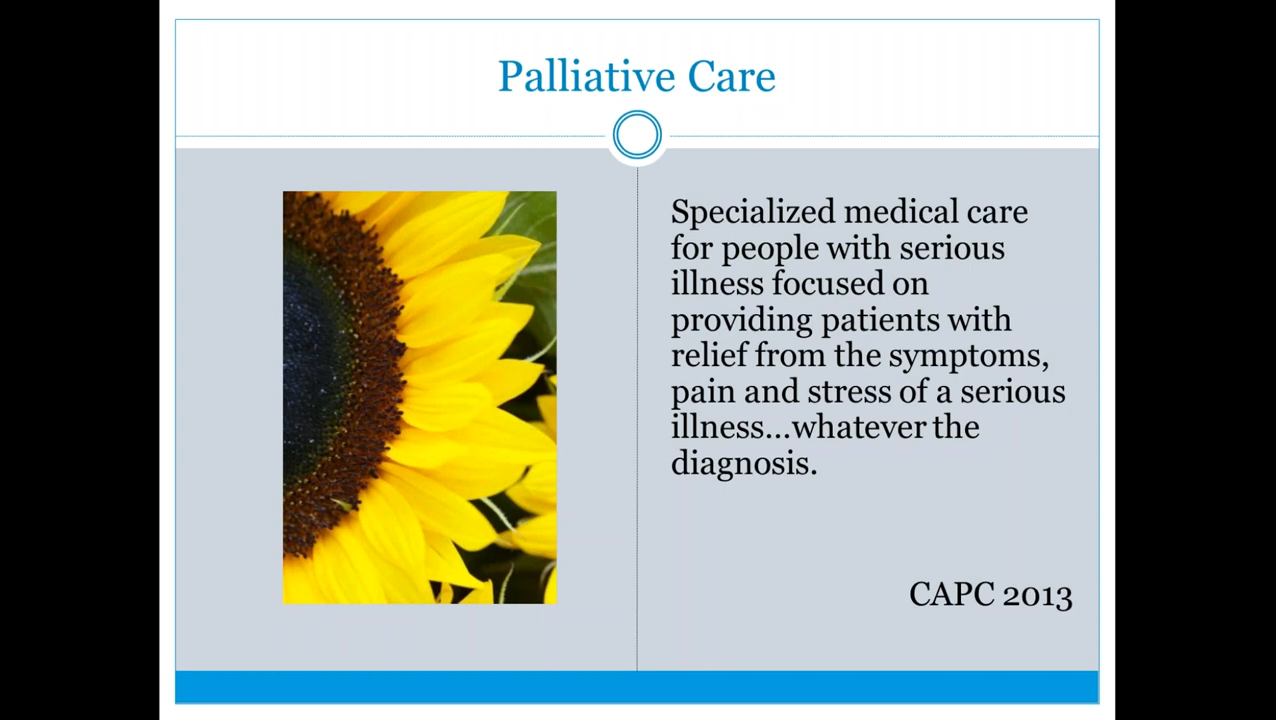 Palliative Care
Specialized medical care
for people with serious
illness focused on
providing patients with
relief from the symptoms,
pain and stress of a serious
illness...whatever the
diagnosis.
CAPC 2013